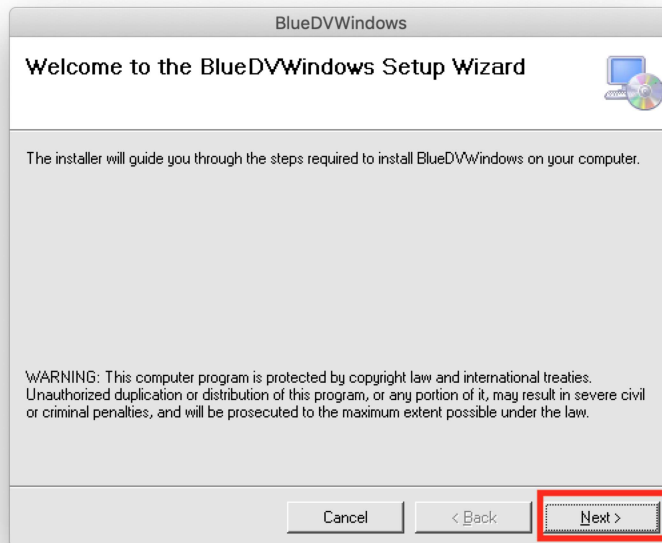 BlueDVWindows
Welcome to the BlueDVWindows Setup Wizard
The installer will guide you through the steps required to install BlueDVWindows on your computer.
WARNING: This computer program is protected by copyright law and international treaties.
Unauthorized duplication or distribution of this program, or any portion of it, may result in severe civil
or criminal penalties, and will be prosecuted to the maximum extent possible under the law.
Cancel
< Back
Next >